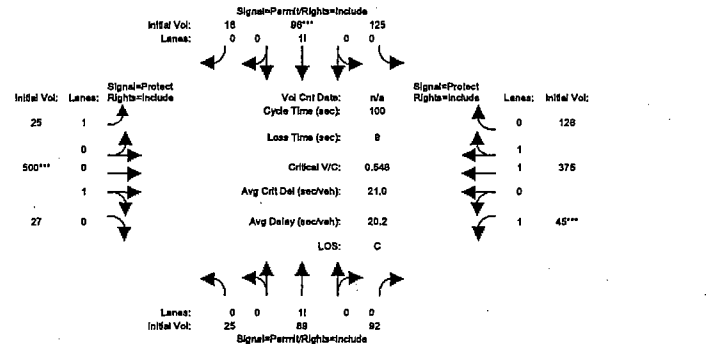 Signal=Permit/Rights=Include
Initial Vol: 18 96*** 125
Lanes: 0 0 1! 0 0
Signal=Protect Signal=Protect
Initial Vol: Lanes: Rights=Include Vol Cnt Date: n/a Rights=Include Lanes: Initial Vol:
Cycle Time (sec): 100
25 1 0 128
Loss Time (sec): 9
0 1
500*** 0 Critical V/C: 0.548 1 375
1 Avg Crit Del (sec/veh): 21.0 0
27 0 Avg Delay (sec/veh): 20.2 1 45***
LOS: C
Lanes: 0 0 1! 0 0
Initial Vol: 25 89 92
Signal=Permit/Rights=Include